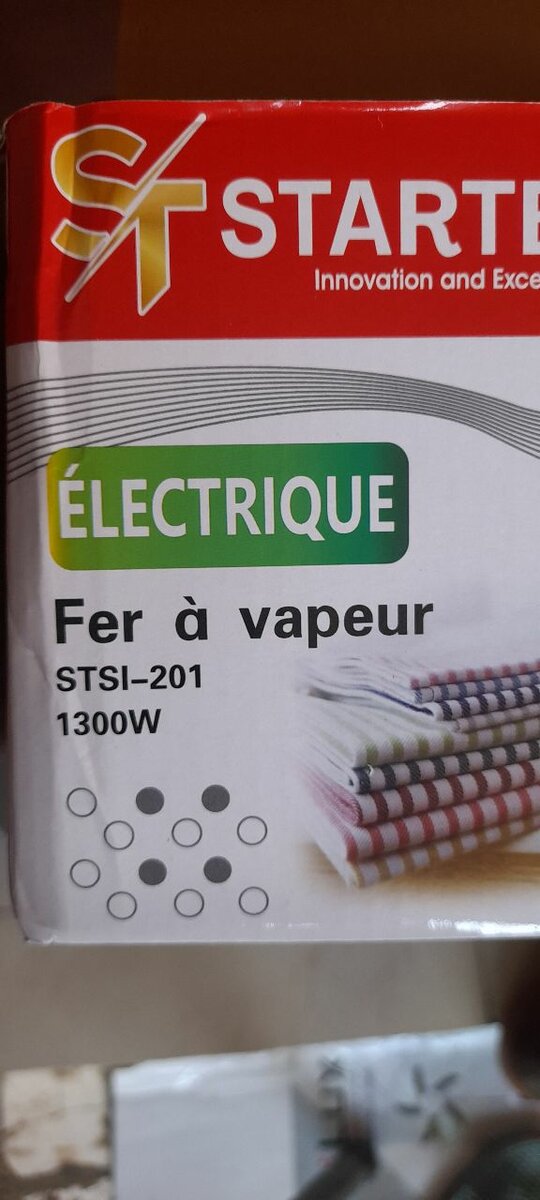 ST STARTE
Innovation and Exce
ÉLECTRIQUE
Fer à vapeur
STSI-201
1300W